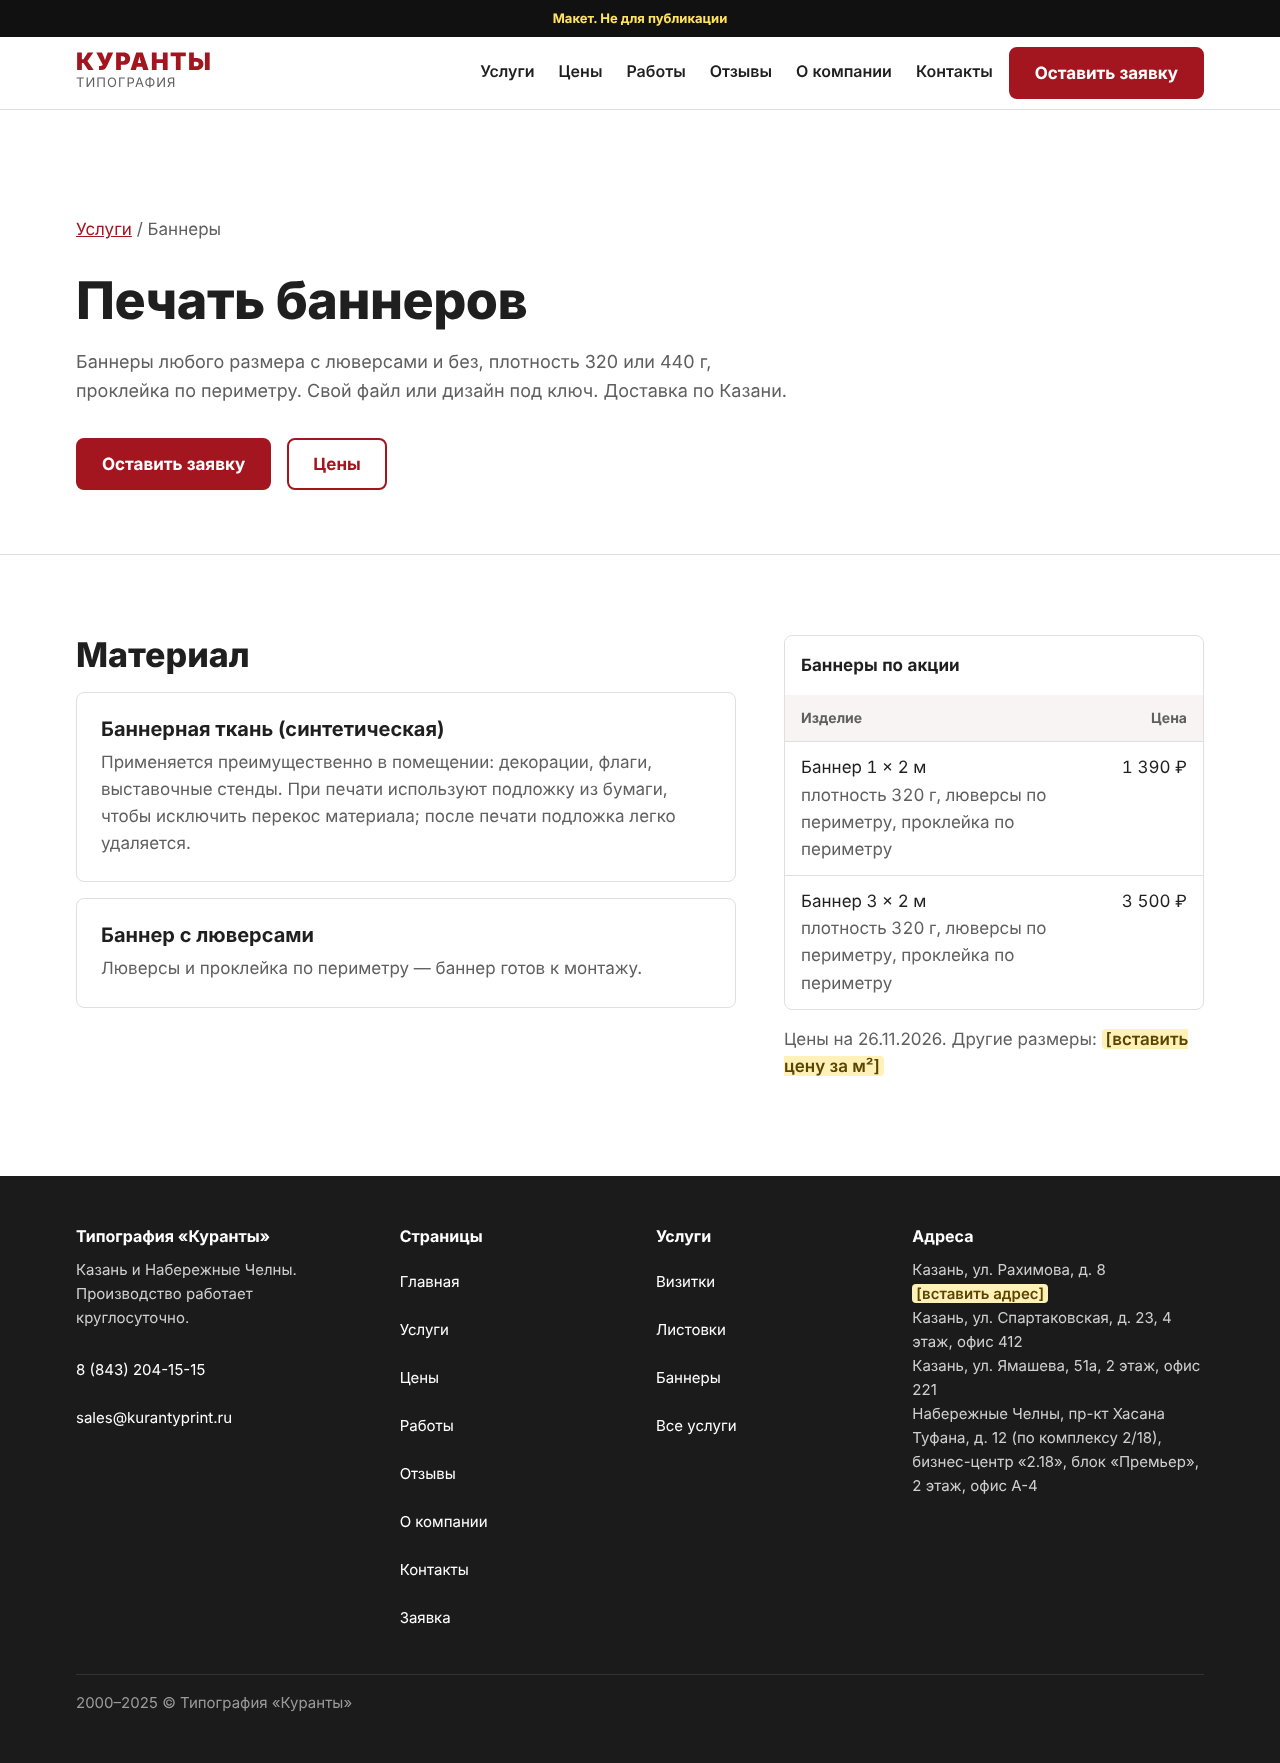 Макет. Не для публикации
КУРАНТЫ
ТИПОГРАФИЯ
Услуги
Цены
Работы
Отзывы
О компании
Контакты
Оставить заявку
Услуги / Баннеры
Печать баннеров
Баннеры любого размера с люверсами и без, плотность 320 или 440 г,
проклейка по периметру. Свой файл или дизайн под ключ. Доставка по Казани.
Оставить заявку
Цены
Материал
Баннерная ткань (синтетическая)
Применяется преимущественно в помещении: декорации, флаги,
выставочные стенды. При печати используют подложку из бумаги,
чтобы исключить перекос материала; после печати подложка легко
удаляется.
Баннер с люверсами
Люверсы и проклейка по периметру — баннер готов к монтажу.
Баннеры по акции
Изделие Цена
Баннер 1 × 2 м 1 390 ₽
плотность 320 г, люверсы по
периметру, проклейка по
периметру
Баннер 3 × 2 м 3 500 ₽
плотность 320 г, люверсы по
периметру, проклейка по
периметру
Цены на 26.11.2026. Другие размеры: [вставить
цену за м²]
Типография «Куранты»
Казань и Набережные Челны.
Производство работает
круглосуточно.
8 (843) 204-15-15
sales@kurantyprint.ru
Страницы
Главная
Услуги
Цены
Работы
Отзывы
О компании
Контакты
Заявка
Услуги
Визитки
Листовки
Баннеры
Все услуги
Адреса
Казань, ул. Рахимова, д. 8
[вставить адрес]
Казань, ул. Спартаковская, д. 23, 4
этаж, офис 412
Казань, ул. Ямашева, 51а, 2 этаж, офис
221
Набережные Челны, пр-кт Хасана
Туфана, д. 12 (по комплексу 2/18),
бизнес-центр «2.18», блок «Премьер»,
2 этаж, офис А-4
2000–2025 © Типография «Куранты»